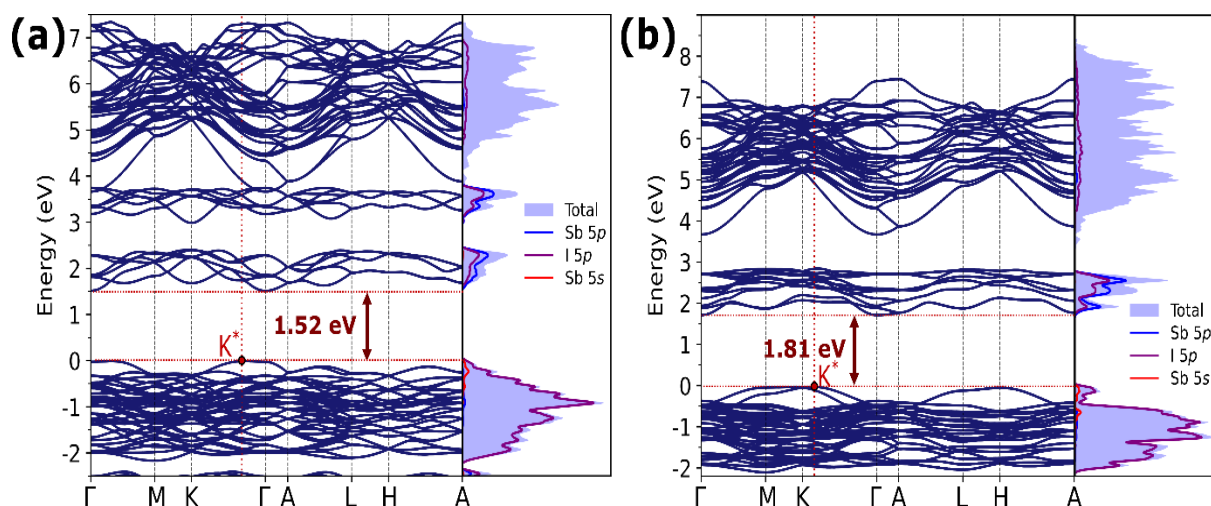 (a)
7
6
5
4
3
2
1
0
-1
-2
Energy (eV)
K*
1.52 eV
Total
Sb 5p
I 5p
Sb 5s
Γ M K Γ A L H A
(b)
8
7
6
5
4
3
2
1
0
-1
-2
Energy (eV)
1.81 eV
K*
Total
Sb 5p
I 5p
Sb 5s
Γ M K Γ A L H A